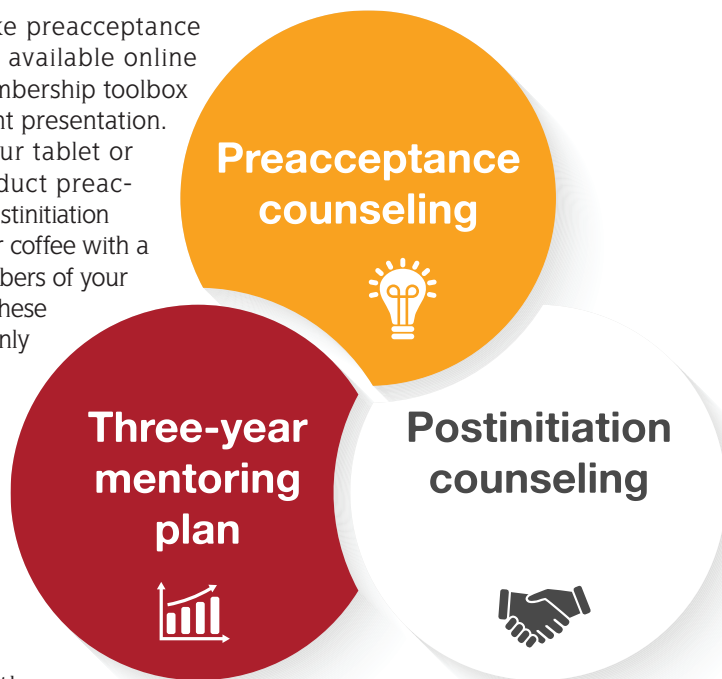 preacceptance
available online
mbership toolbox
nt presentation.
ur tablet or
duct preac-
stinitiation
r coffee with a
bers of your
hese
nly
Preacceptance
counseling
Three-year
mentoring
plan
Postinitiation
counseling